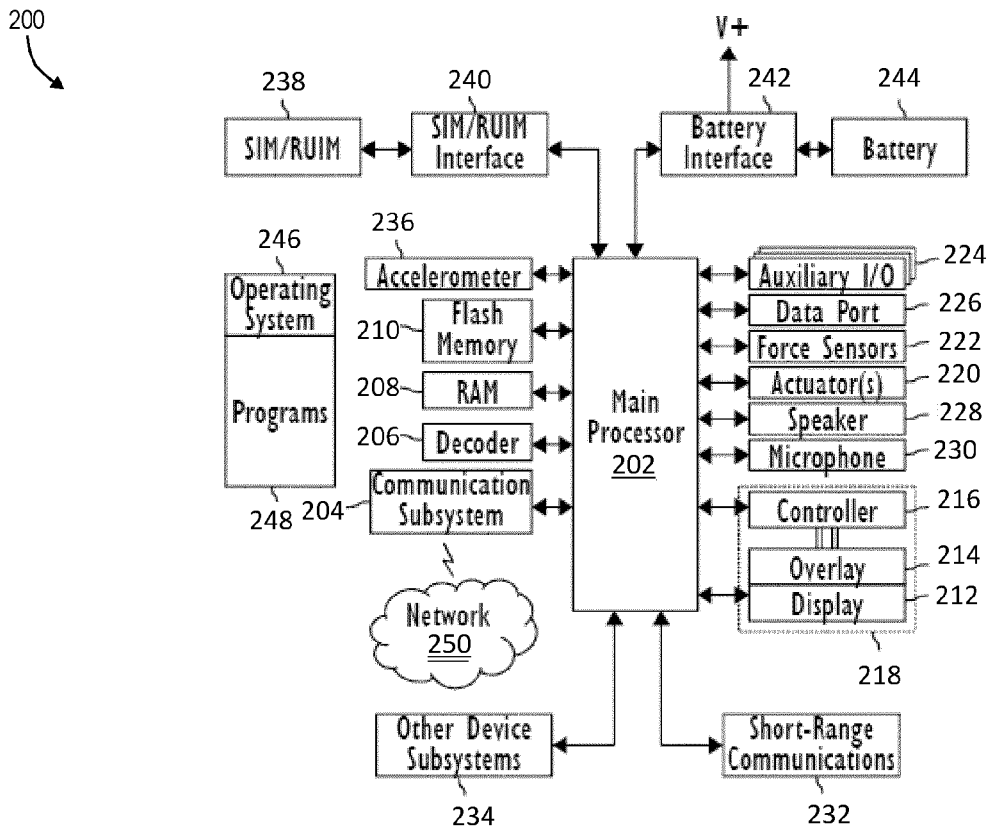 200
V+
238
240
242
244
SIM/RUIM
SIM/RUIM
Interface
Battery
Interface
Battery
236
Accelerometer
246
Operating
System
Programs
248
210
Flash
Memory
208
RAM
206
Decoder
204
Communication
Subsystem
Network
250
Main
Processor
202
Auxiliary I/O
224
Data Port
226
Force Sensors
222
Actuator(s)
220
Speaker
228
Microphone
230
Controller
216
Overlay
214
Display
212
218
Other Device
Subsystems
234
Short-Range
Communications
232